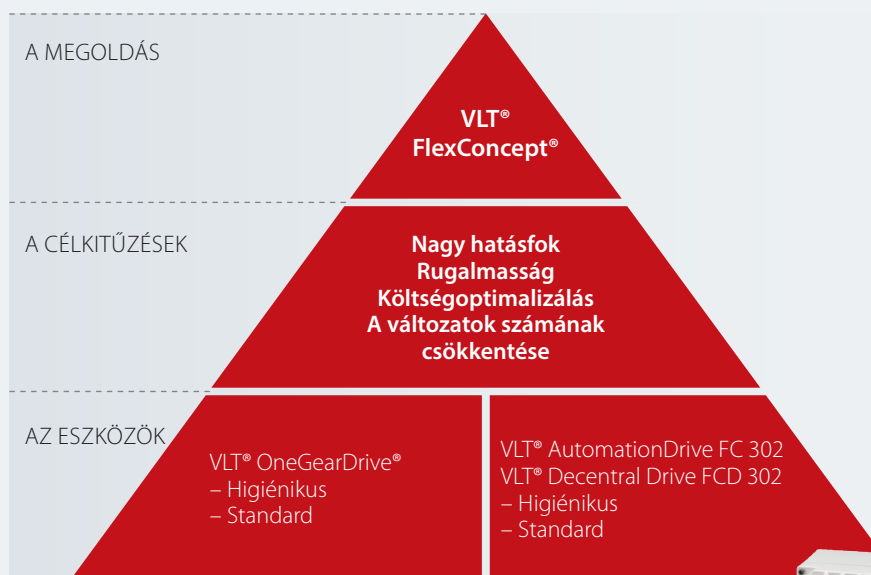 A MEGOLDÁS
VLT®
FlexConcept®
A CÉLKITŰZÉSEK
Nagy hatásfok
Rugalmasság
Költségoptimalizálás
A változatok számának
csökkentése
AZ ESZKÖZÖK
VLT® OneGearDrive®
– Higiénikus
– Standard
VLT® AutomationDrive FC 302
VLT® Decentral Drive FCD 302
– Higiénikus
– Standard